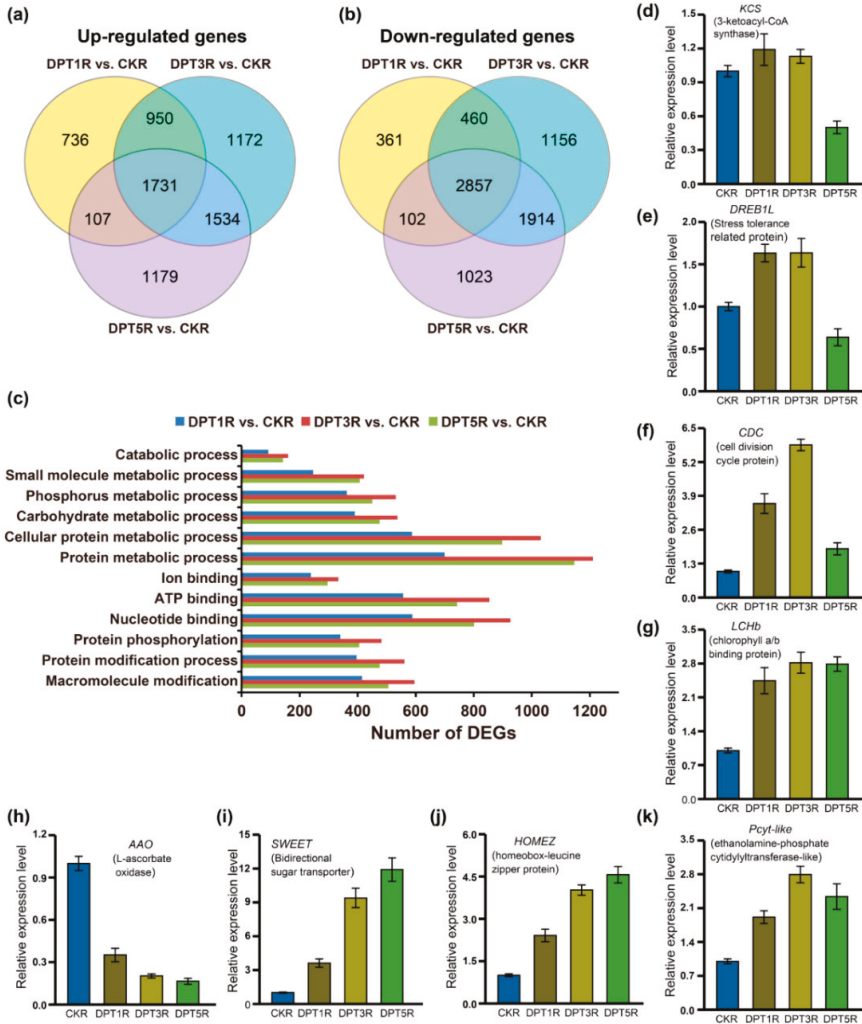 (a)
Up-regulated genes
DPT1R vs. CKR
DPT3R vs. CKR
736
950
1172
1731
107
1534
1179
DPT5R vs. CKR
(b)
Down-regulated genes
DPT1R vs. CKR
DPT3R vs. CKR
361
460
1156
2857
102
1914
1023
DPT5R vs. CKR
(c)
DPT1R vs. CKR DPT3R vs. CKR DPT5R vs. CKR
Catabolic process
Small molecule metabolic process
Phosphorus metabolic process
Carbohydrate metabolic process
Cellular protein metabolic process
Protein metabolic process
Ion binding
ATP binding
Nucleotide binding
Protein phosphorylation
Protein modification process
Macromolecule modification
0 200 400 600 800 1000 1200
Number of DEGs
(d)
KCS
(3-ketoacyl-CoA
synthase)
Relative expression level
1.5
1.2
0.9
0.6
0.3
0.0
CKR DPT1R DPT3R DPT5R
(e)
DREB1L
(Stress tolerance
related protein)
Relative expression level
2.0
1.5
1.0
0.5
0.0
CKR DPT1R DPT3R DPT5R
(f)
CDC
(cell division
cycle protein)
Relative expression level
6.5
5.2
3.9
2.6
1.3
0.0
CKR DPT1R DPT3R DPT5R
(g)
LCHb
(chlorophyll a/b
binding protein)
Relative expression level
3.5
2.8
2.1
1.4
0.7
0.0
CKR DPT1R DPT3R DPT5R
(h)
AAO
(L-ascorbate
oxidase)
Relative expression level
1.2
0.9
0.6
0.3
0.0
CKR DPT1R DPT3R DPT5R
(i)
SWEET
(Bidirectional
sugar transporter)
Relative expression level
15
12
9
6
3
0
CKR DPT1R DPT3R DPT5R
(j)
HOMEZ
(homeobox-leucine
zipper protein)
Relative expression level
6.0
4.5
3.0
1.5
0.0
CKR DPT1R DPT3R DPT5R
(k)
Pcyt-like
(ethanolamine-phosphate
cytidylyltransferase-like)
Relative expression level
3.5
2.8
2.1
1.4
0.7
0.0
CKR DPT1R DPT3R DPT5R